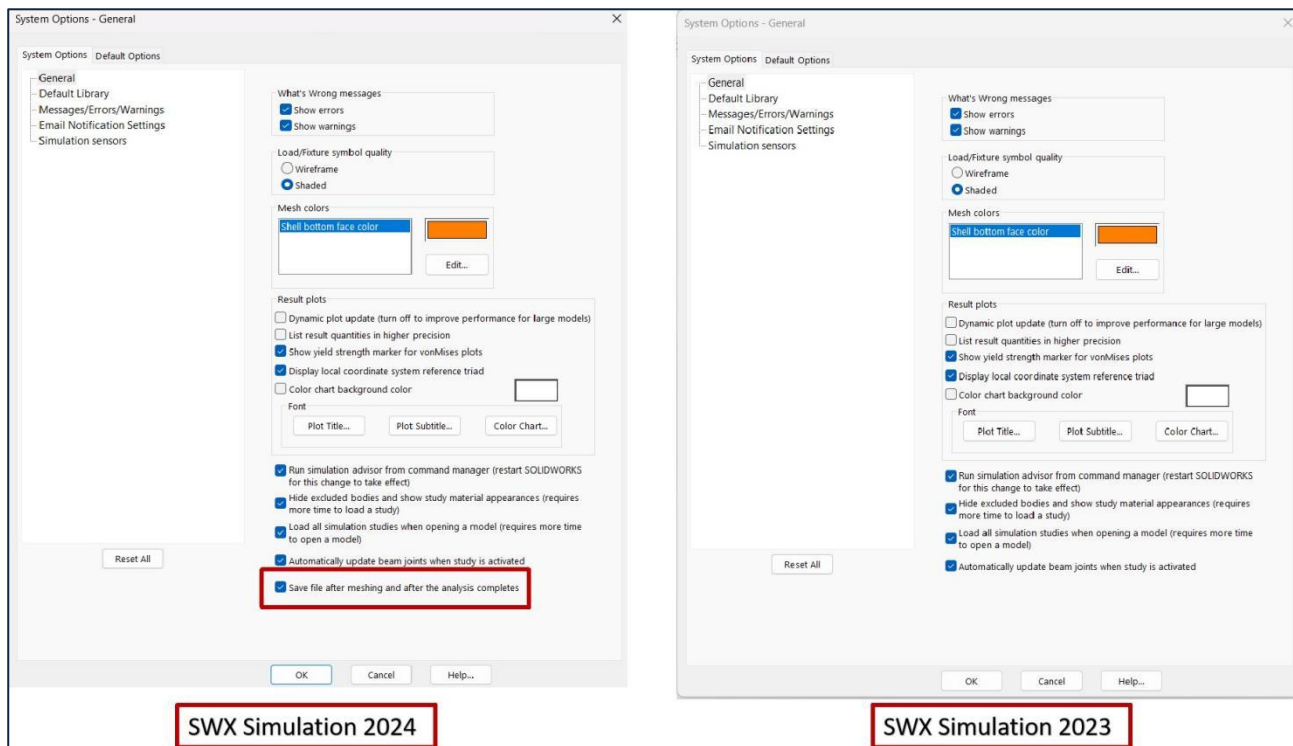 System Options - General
System Options Default Options
General
Default Library
Messages/Errors/Warnings
Email Notification Settings
Simulation sensors
What's Wrong messages
Show errors
Show warnings
Load/Fixture symbol quality
Wireframe
Shaded
Mesh colors
Shell bottom face color
Edit...
Result plots
Dynamic plot update (turn off to improve performance for large models)
List result quantities in higher precision
Show yield strength marker for vonMises plots
Display local coordinate system reference triad
Color chart background color
Font
Plot Title... Plot Subtitle... Color Chart...
Run simulation advisor from command manager (restart SOLIDWORKS
for this change to take effect)
Hide excluded bodies and show study material appearances (requires
more time to load a study)
Load all simulation studies when opening a model (requires more time
to open a model)
Automatically update beam joints when study is activated
Save file after meshing and after the analysis completes
Reset All
OK Cancel Help...
SWX Simulation 2024
System Options - General
System Options Default Options
General
Default Library
Messages/Errors/Warnings
Email Notification Settings
Simulation sensors
What's Wrong messages
Show errors
Show warnings
Load/Fixture symbol quality
Wireframe
Shaded
Mesh colors
Shell bottom face color
Edit...
Result plots
Dynamic plot update (turn off to improve performance for large models)
List result quantities in higher precision
Show yield strength marker for vonMises plots
Display local coordinate system reference triad
Color chart background color
Font
Plot Title... Plot Subtitle... Color Chart...
Run simulation advisor from command manager (restart SOLIDWORKS
for this change to take effect)
Hide excluded bodies and show study material appearances (requires
more time to load a study)
Load all simulation studies when opening a model (requires more time
to open a model)
Automatically update beam joints when study is activated
Reset All
OK Cancel Help...
SWX Simulation 2023